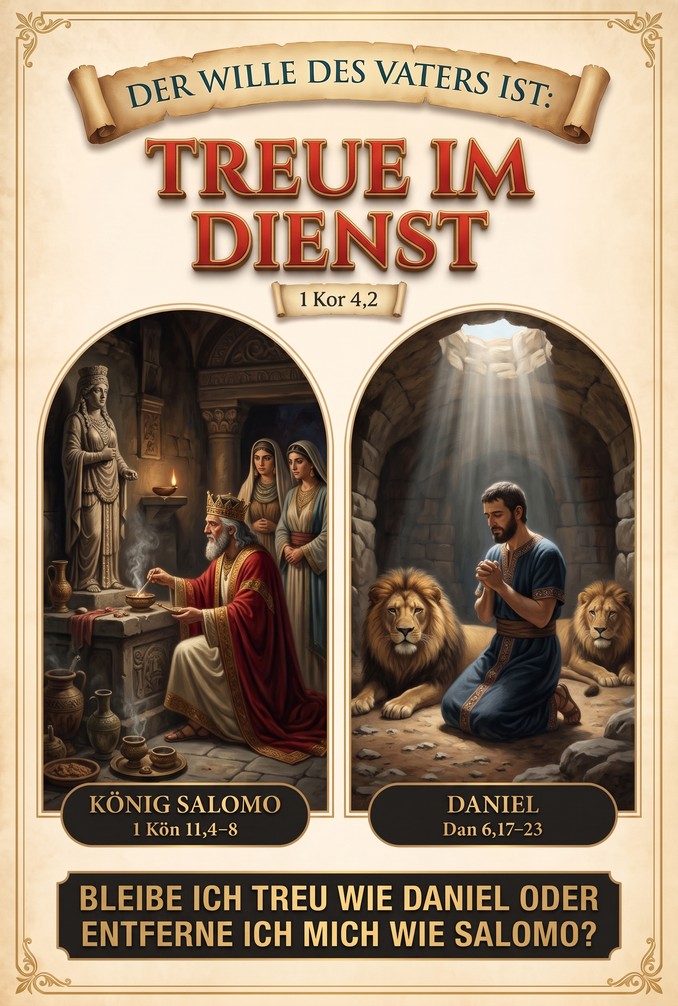 DER WILLE DES VATERS IST:
TREUE IM
DIENST
1 Kor 4,2
KÖNIG SALOMO
1 Kön 11,4–8
DANIEL
Dan 6,17–23
BLEIBE ICH TREU WIE DANIEL ODER
ENTFERNE ICH MICH WIE SALOMO?